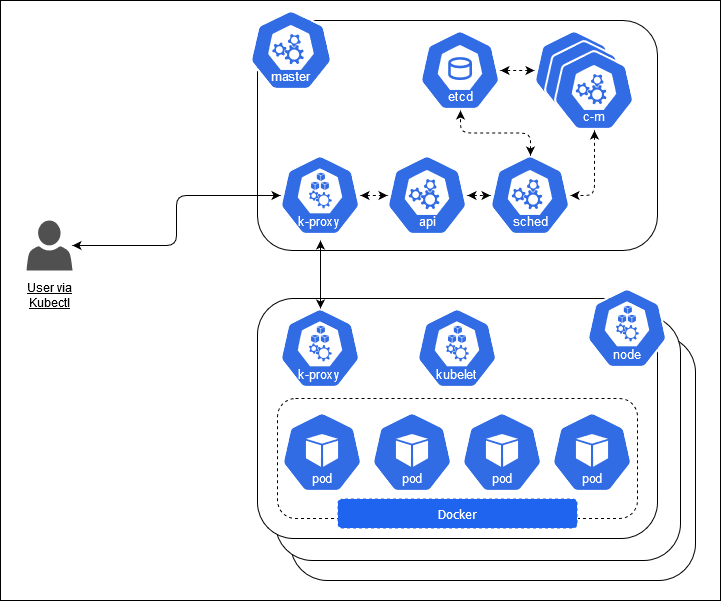 master
etcd
c-m
k-proxy
api
sched
User via
Kubectl
node
k-proxy
kubelet
pod
pod
pod
pod
Docker